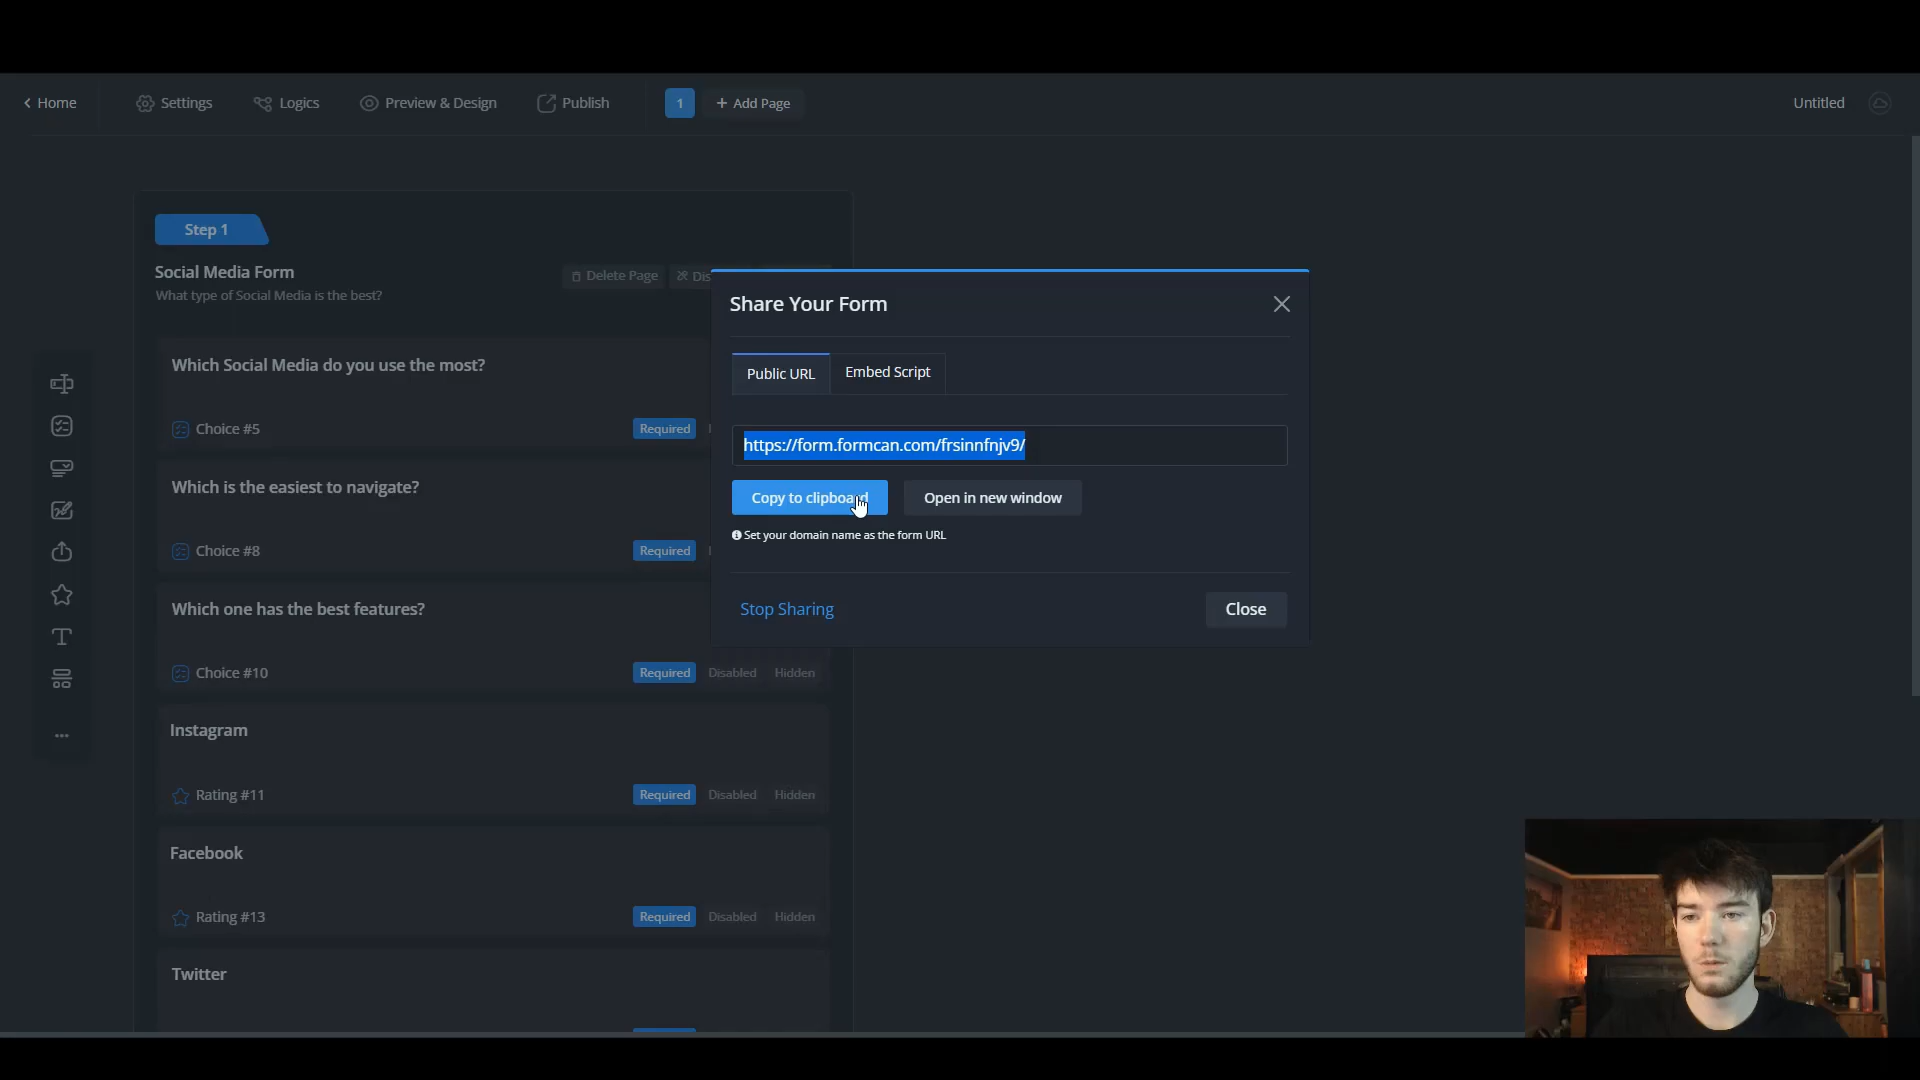 Home
Settings
Logics
Preview & Design
Publish
1
+ Add Page
Untitled
Step 1
Social Media Form
What type of Social Media is the best?
Delete Page
Dis
Which Social Media do you use the most?
Choice #5
Required
Which is the easiest to navigate?
Choice #8
Required
Which one has the best features?
Choice #10
Required
Disabled
Hidden
Instagram
Rating #11
Required
Disabled
Hidden
Facebook
Rating #13
Required
Disabled
Hidden
Twitter
Share Your Form
Public URL
Embed Script
https://form.formcan.com/frsinnfnjv9/
Copy to clipboard
Open in new window
Set your domain name as the form URL
Stop Sharing
Close